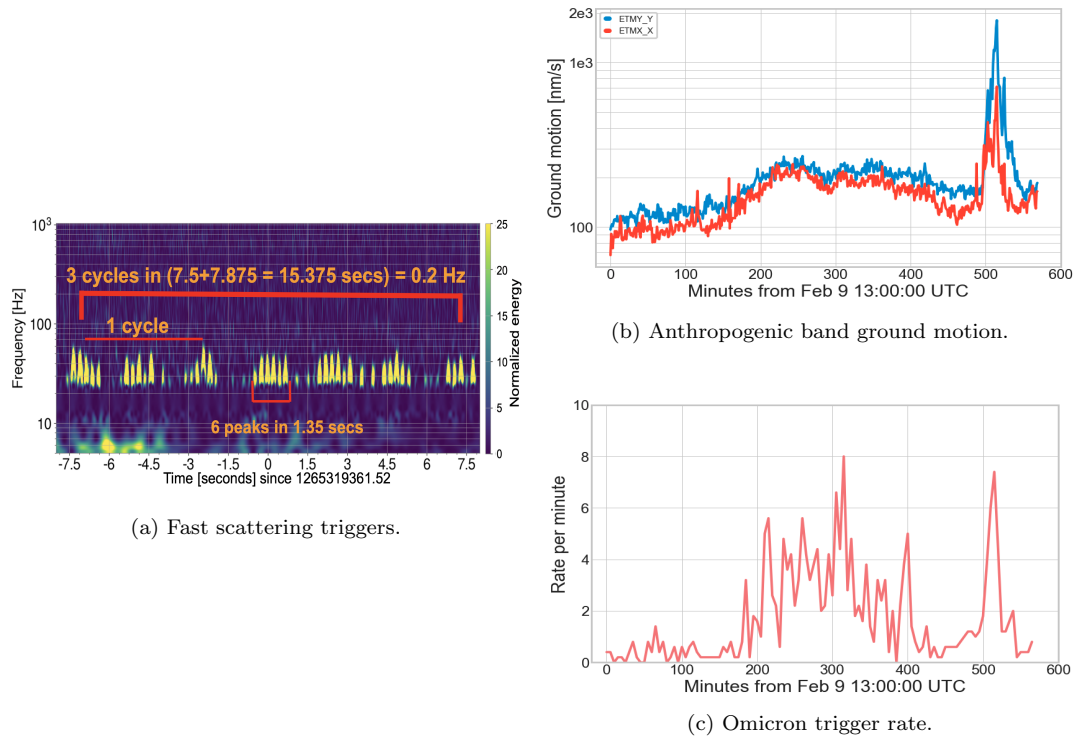 10³
100
10
Frequency [Hz]
3 cycles in (7.5+7.875 = 15.375 secs) = 0.2 Hz
1 cycle
6 peaks in 1.35 secs
-7.5 -6 -4.5 -3 -1.5 0 1.5 3 4.5 6 7.5
Time [seconds] since 1265319361.52
25
20
15
10
5
0
Normalized energy
(a) Fast scattering triggers.
ETMY_Y
ETMX_X
2e3
1e3
100
Ground motion [nm/s]
0 100 200 300 400 500 600
Minutes from Feb 9 13:00:00 UTC
(b) Anthropogenic band ground motion.
10
8
6
4
2
0
Rate per minute
0 100 200 300 400 500 600
Minutes from Feb 9 13:00:00 UTC
(c) Omicron trigger rate.